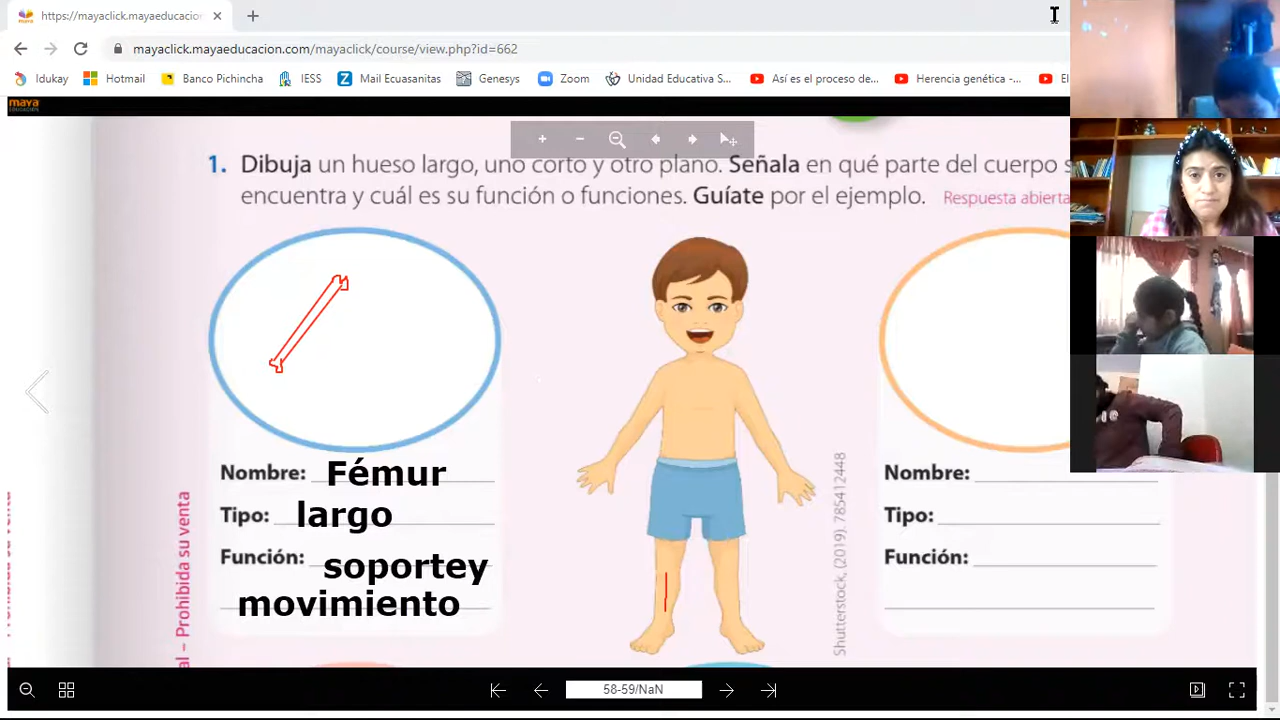 https://mayaclick.mayaeducacion
mayaclick.mayaeducacion.com/mayaclick/course/view.php?id=662
Idukay Hotmail Banco Pichincha IESS Mail Ecuasanitas Genesys Zoom Unidad Educativa S... Así es el proceso de... Herencia genética -... El
maya
EDUCACIÓN
1. Dibuja un hueso largo, uno corto y otro plano. Señala en qué parte del cuerpo s
encuentra y cuál es su función o funciones. Guíate por el ejemplo. Respuesta abierta
Nombre: Fémur
Tipo: largo
Función: soportey
movimiento
Nombre:
Tipo:
Función:
Shutterstock, (2019). 785412448
al – Prohibida su venta
58-59/NaN